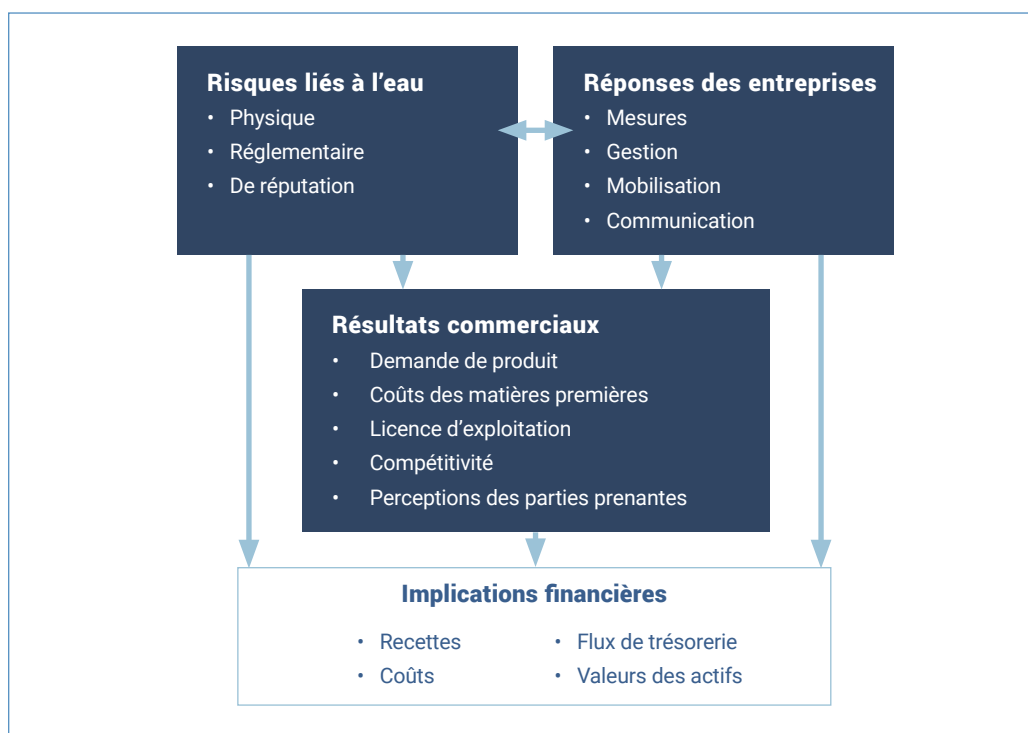 Risques liés à l'eau
• Physique
• Réglementaire
• De réputation
Réponses des entreprises
• Mesures
• Gestion
• Mobilisation
• Communication
Résultats commerciaux
• Demande de produit
• Coûts des matières premières
• Licence d'exploitation
• Compétitivité
• Perceptions des parties prenantes
Implications financières
• Recettes
• Coûts
• Flux de trésorerie
• Valeurs des actifs